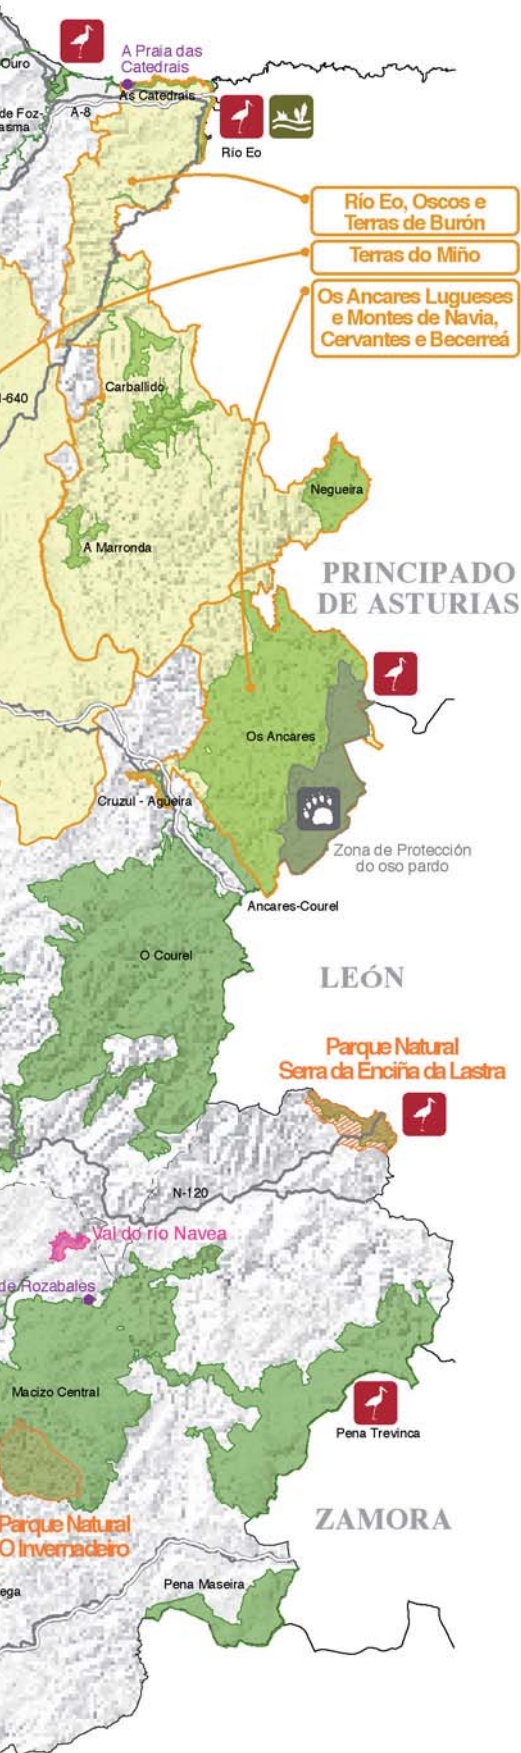 A Praia das
Catedrais
Ouro
As Catedrais
de Foz-
asma
A-8
Río Eo
Río Eo, Oscos e
Terras de Burón
Terras do Miño
Os Ancares Lugueses
e Montes de Navia,
Cervantes e Becerreá
Carballido
-640
Negueira
A Marronda
PRINCIPADO
DE ASTURIAS
Os Ancares
Cruzul - Agüeira
Zona de Protección
do oso pardo
Ancares-Courel
O Courel
LEÓN
Parque Natural
Serra da Enciña da Lastra
N-120
Val do río Navea
de Rozabales
Macizo Central
Pena Trevinca
Parque Natural
O Invernadeiro
ZAMORA
Pena Maseira
ega